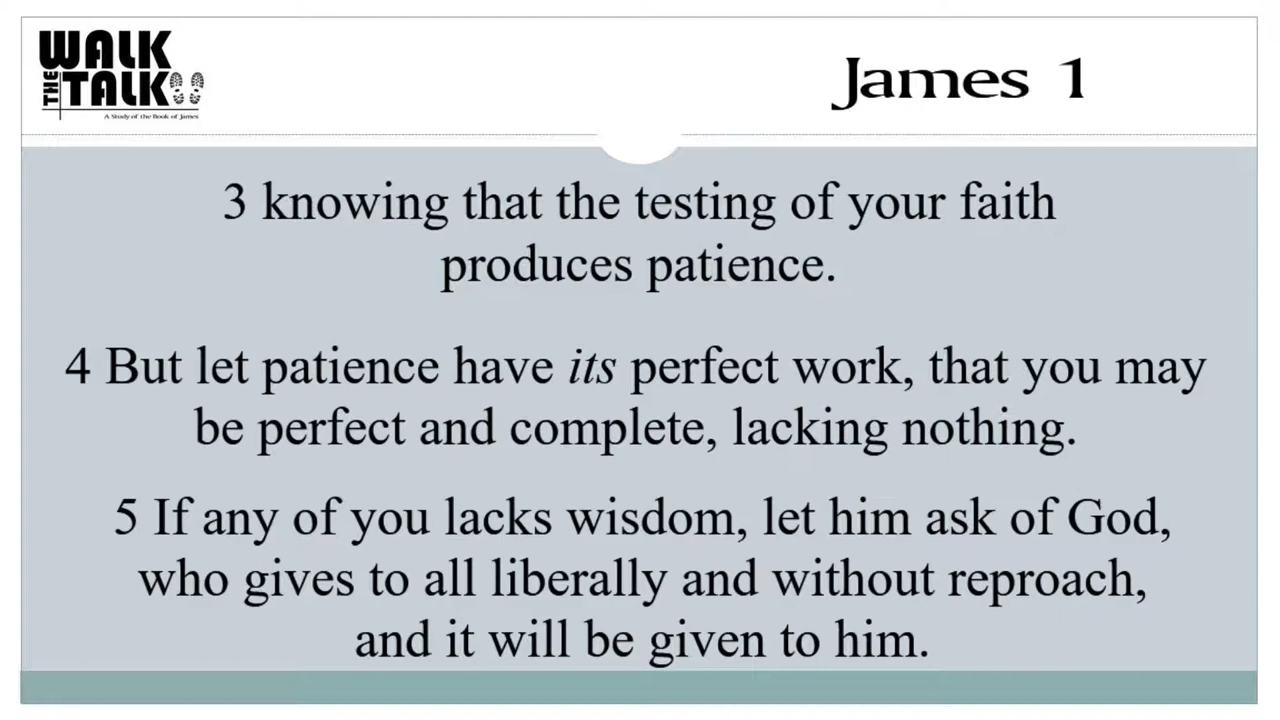 WALK
THE TALK
A Study of the Book of James
James 1
3 knowing that the testing of your faith
produces patience.
4 But let patience have its perfect work, that you may
be perfect and complete, lacking nothing.
5 If any of you lacks wisdom, let him ask of God,
who gives to all liberally and without reproach,
and it will be given to him.